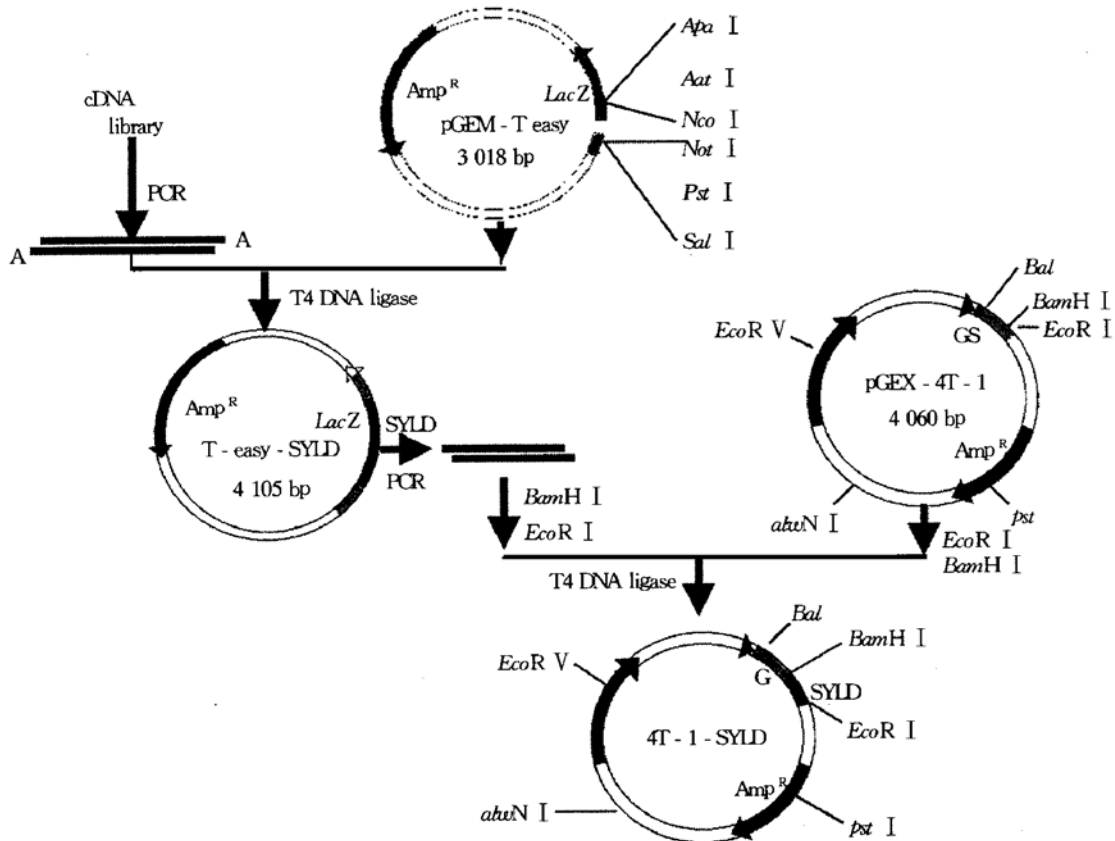 Apa I
Aat I
Nco I
Not I
Pst I
Sal I
Amp R
LacZ
pGEM - T easy
3 018 bp
cDNA
library
PCR
A
A
T4 DNA ligase
Amp R
LacZ
T - easy - SYLD
4 105 bp
SYLD
PCR
BamH I
EcoR I
EcoR V
Bal
BamH I
EcoR I
GS
pGEX - 4T - 1
4 060 bp
Amp R
alwN I
pst
EcoR I
BamH I
T4 DNA ligase
Bal
BamH I
EcoR V
G
SYLD
EcoR I
4T - 1 - SYLD
Amp R
alwN I
pst I